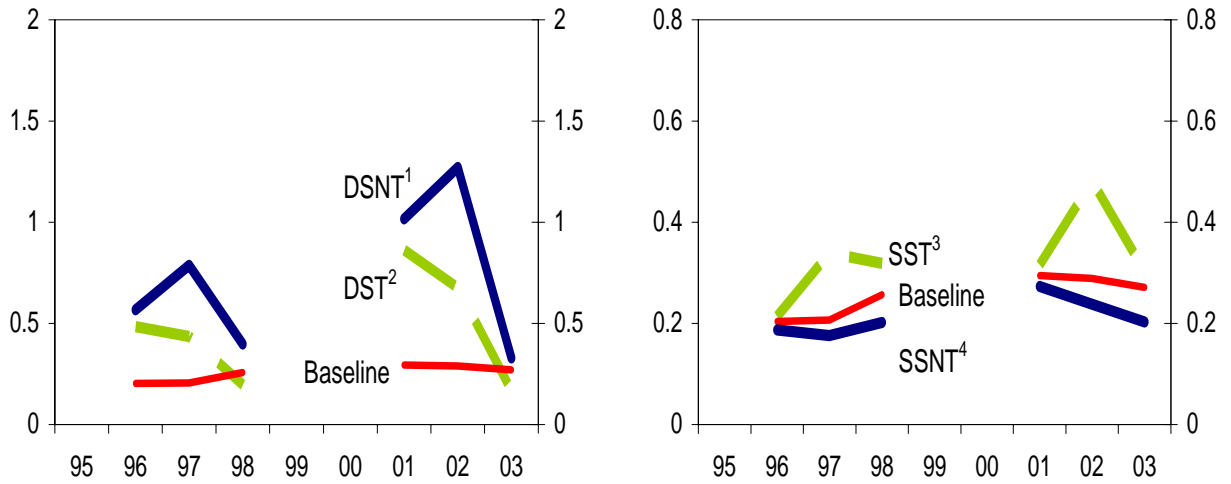 2 2 0.8 0.8
1.5 1.5 0.6 0.6
DSNT¹
1 1 0.4 0.4
SST³
DST²
Baseline
0.5 0.5 0.2 0.2
Baseline
SSNT⁴
0 0 0 0
95 96 97 98 99 00 01 02 03 95 96 97 98 99 00 01 02 03